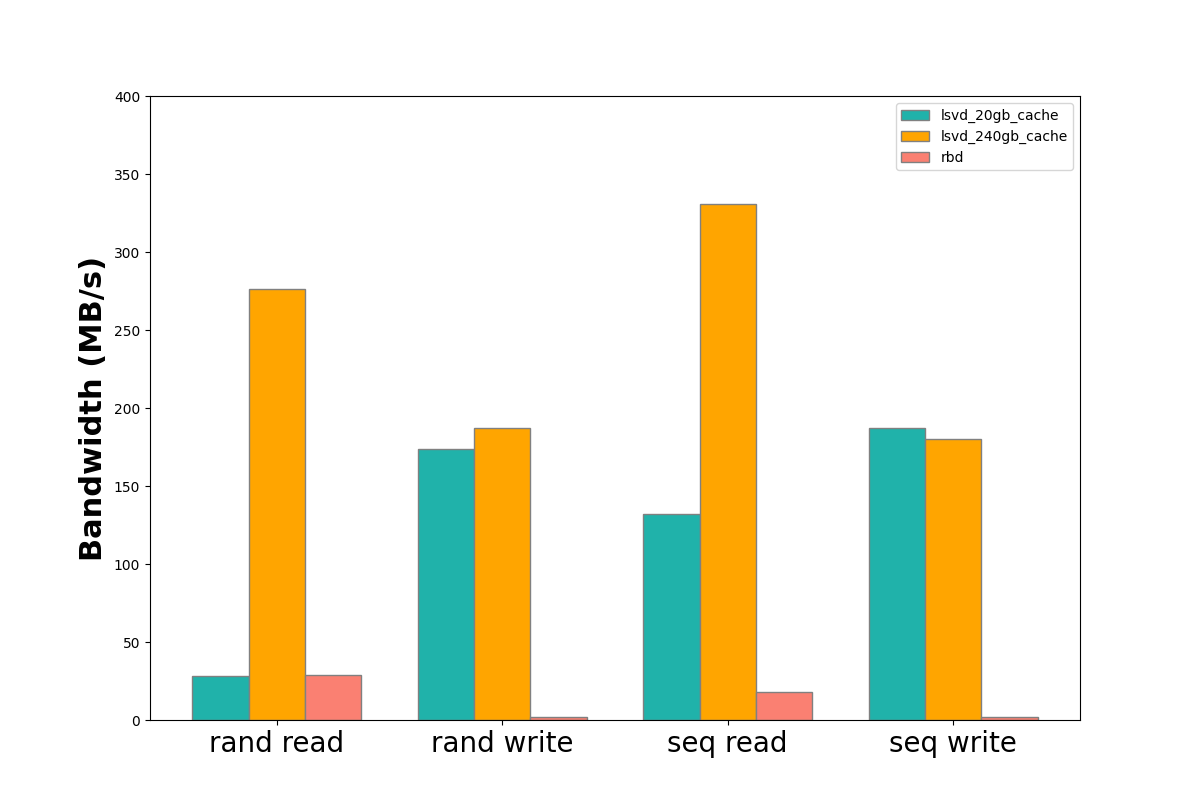 400
350
300
250
200
150
100
50
0
Bandwidth (MB/s)
lsvd_20gb_cache
lsvd_240gb_cache
rbd
rand read
rand write
seq read
seq write